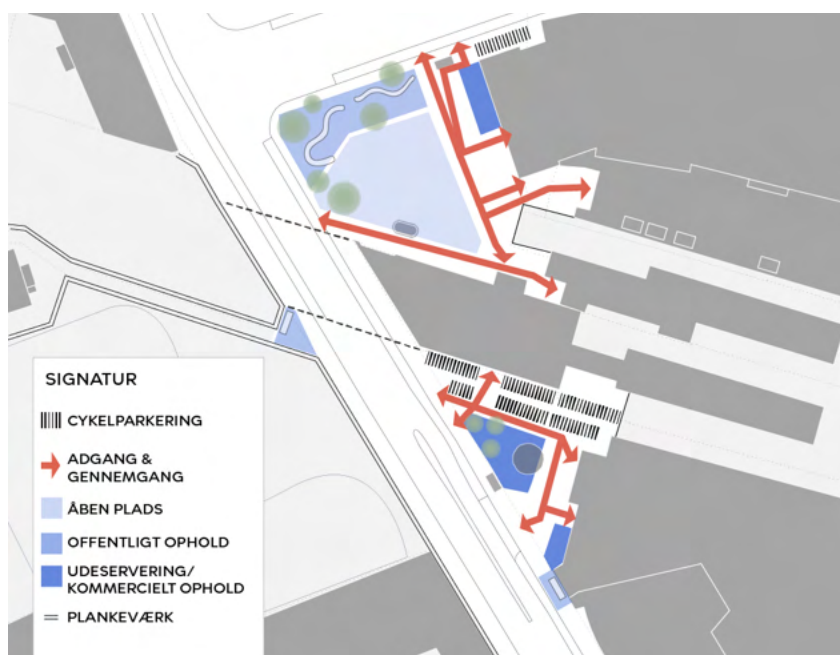 SIGNATUR
CYKELPARKERING
ADGANG &
GENNEMGANG
ÅBEN PLADS
OFFENTLIGT OPHOLD
UDESERVERING/
KOMMERCIELT OPHOLD
PLANKEVÆRK